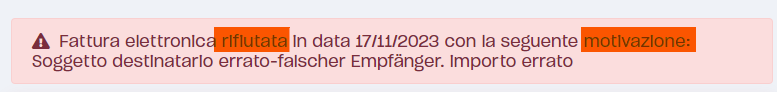 Fattura elettronica rifiutata in data 17/11/2023 con la seguente motivazione:
Soggetto destinatario errato-falscher Empfänger. Importo errato